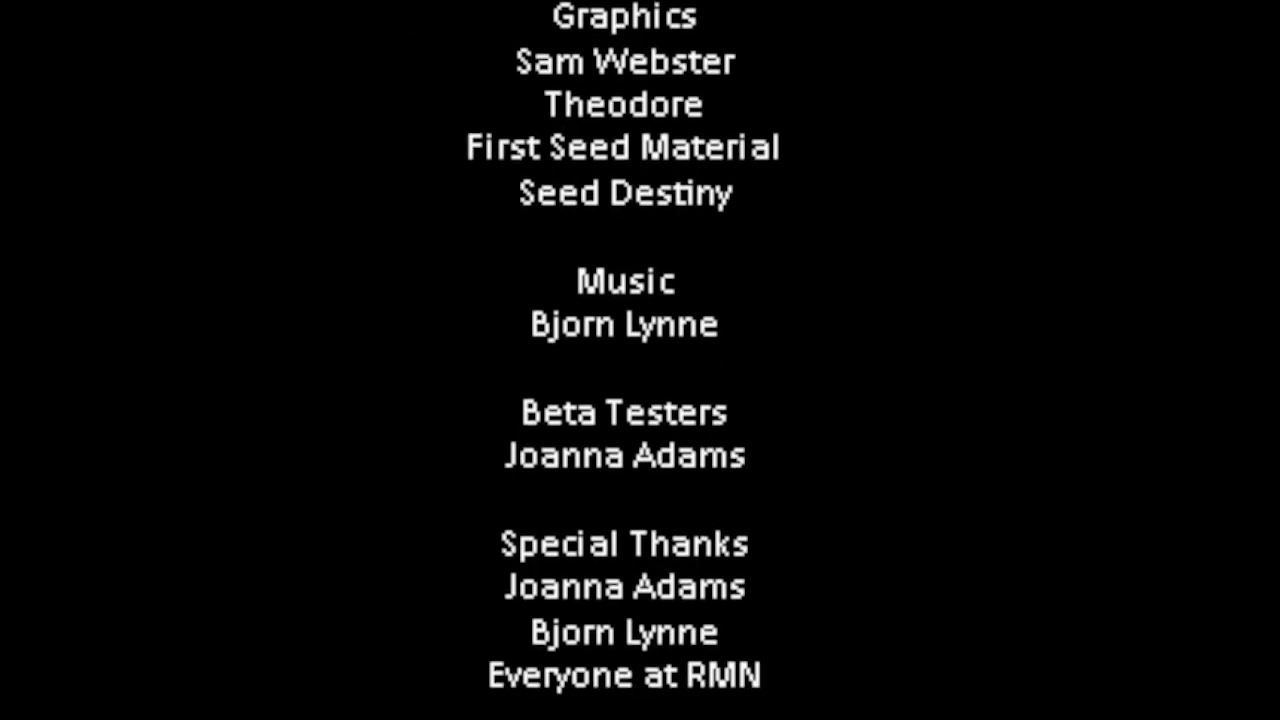 Graphics
Sam Webster
Theodore
First Seed Material
Seed Destiny
Music
Bjorn Lynne
Beta Testers
Joanna Adams
Special Thanks
Joanna Adams
Bjorn Lynne
Everyone at RMN